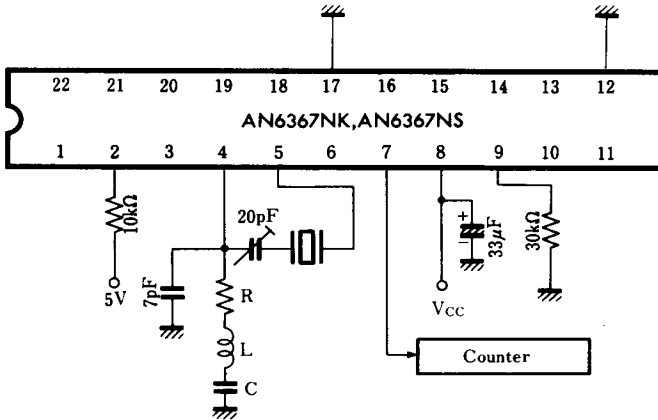 22 21 20 19 18 17 16 15 14 13 12
AN6367NK,AN6367NS
1 2 3 4 5 6 7 8 9 10 11
10kΩ
5V
7pF
20pF
R
L
C
+
−
33μF
VCC
30kΩ
Counter